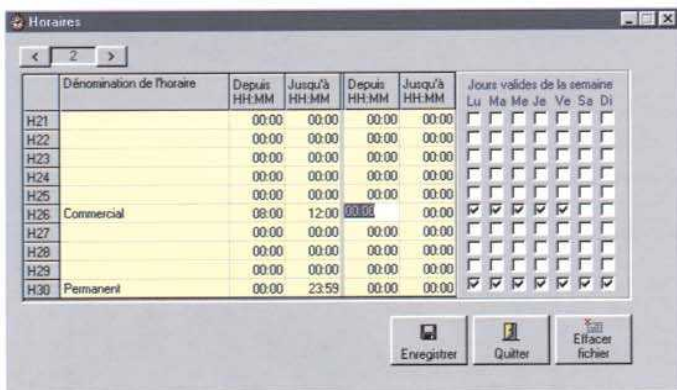 Horaires
< 2 >
Dénomination de l'horaire Depuis HH:MM Jusqu'à HH:MM Depuis HH:MM Jusqu'à HH:MM Jours valides de la semaine
Lu Ma Me Je Ve Sa Di
H21 00:00 00:00 00:00 00:00
H22 00:00 00:00 00:00 00:00
H23 00:00 00:00 00:00 00:00
H24 00:00 00:00 00:00 00:00
H25 00:00 00:00 00:00 00:00
H26 Commercial 08:00 12:00 00:00 00:00
H27 00:00 00:00 00:00 00:00
H28 00:00 00:00 00:00 00:00
H29 00:00 00:00 00:00 00:00
H30 Permanent 00:00 23:59 00:00 00:00
Enregistrer Quitter Effacer fichier